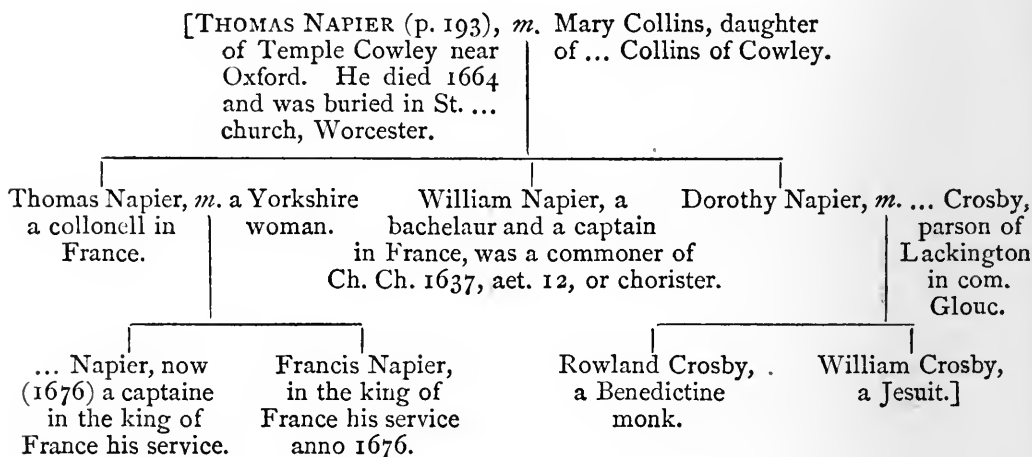 [THOMAS NAPIER (p. 193), m. Mary Collins, daughter
of Temple Cowley near of ... Collins of Cowley.
Oxford. He died 1664
and was buried in St. ...
church, Worcester.
Thomas Napier, m. a Yorkshire
a collonell in woman.
France.
William Napier, a
bachelaur and a captain
in France, was a commoner of
Ch. Ch. 1637, aet. 12, or chorister.
Dorothy Napier, m. ... Crosby,
parson of
Lackington
in com.
Glouc.
... Napier, now
(1676) a captaine
in the king of
France his service.
Francis Napier,
in the king of
France his service
anno 1676.
Rowland Crosby,
a Benedictine
monk.
William Crosby,
a Jesuit.]